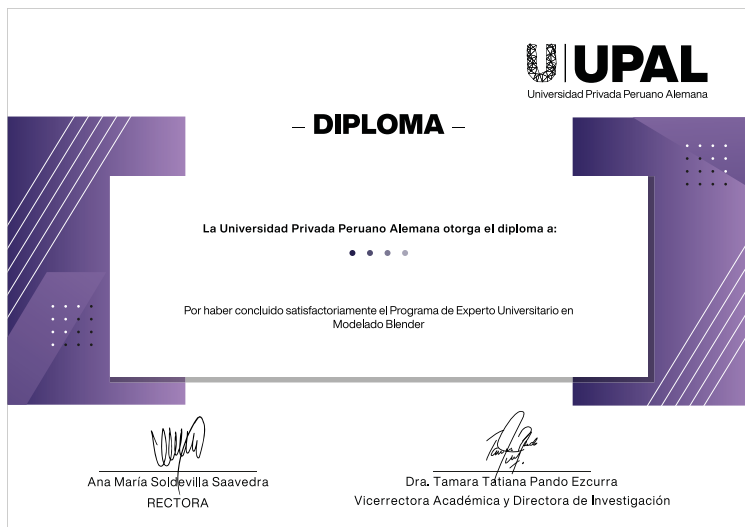 UPAL
Universidad Privada Peruano Alemana
– DIPLOMA –
La Universidad Privada Peruano Alemana otorga el diploma a:
Por haber concluido satisfactoriamente el Programa de Experto Universitario en
Modelado Blender
Ana María Soldevilla Saavedra
RECTORA
Dra. Tamara Tatiana Pando Ezcurra
Vicerrectora Académica y Directora de Investigación